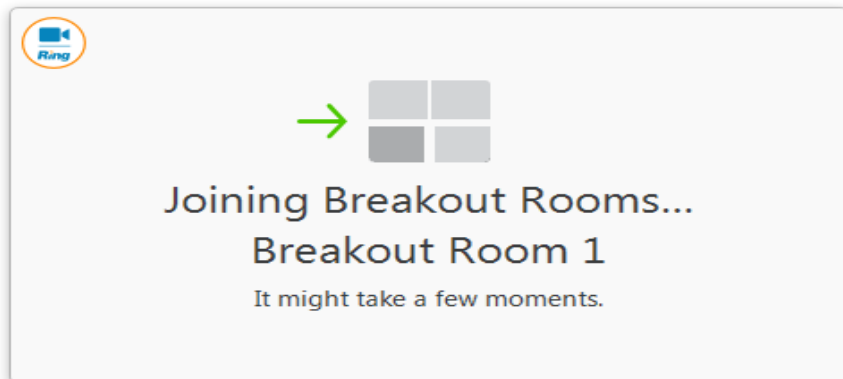 Ring
Joining Breakout Rooms...
Breakout Room 1
It might take a few moments.